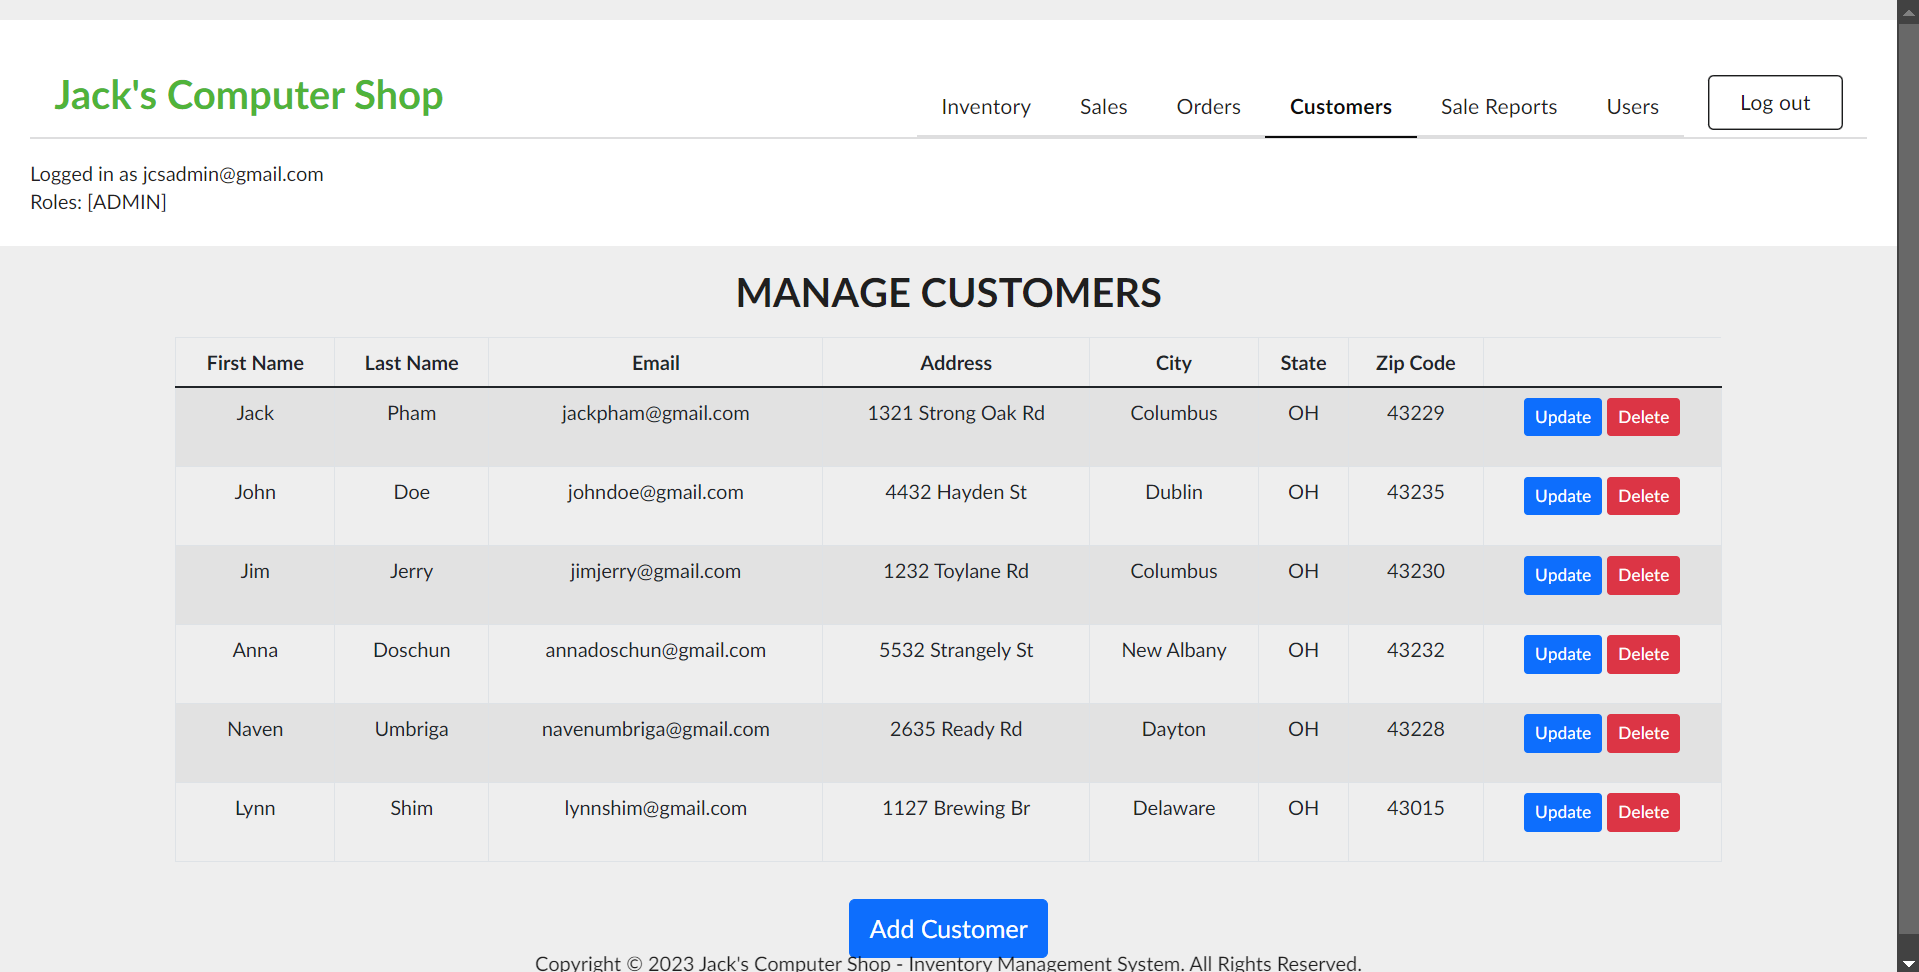 Jack's Computer Shop
Inventory Sales Orders Customers Sale Reports Users Log out
Logged in as jcsadmin@gmail.com
Roles: [ADMIN]
MANAGE CUSTOMERS
First Name Last Name Email Address City State Zip Code
Jack Pham jackpham@gmail.com 1321 Strong Oak Rd Columbus OH 43229 Update Delete
John Doe johndoe@gmail.com 4432 Hayden St Dublin OH 43235 Update Delete
Jim Jerry jimjerry@gmail.com 1232 Toylane Rd Columbus OH 43230 Update Delete
Anna Doschun annadoschun@gmail.com 5532 Strangely St New Albany OH 43232 Update Delete
Naven Umbriga navenumbriga@gmail.com 2635 Ready Rd Dayton OH 43228 Update Delete
Lynn Shim lynnshim@gmail.com 1127 Brewing Br Delaware OH 43015 Update Delete
Add Customer
Copyright © 2023 Jack's Computer Shop - Inventory Management System. All Rights Reserved.